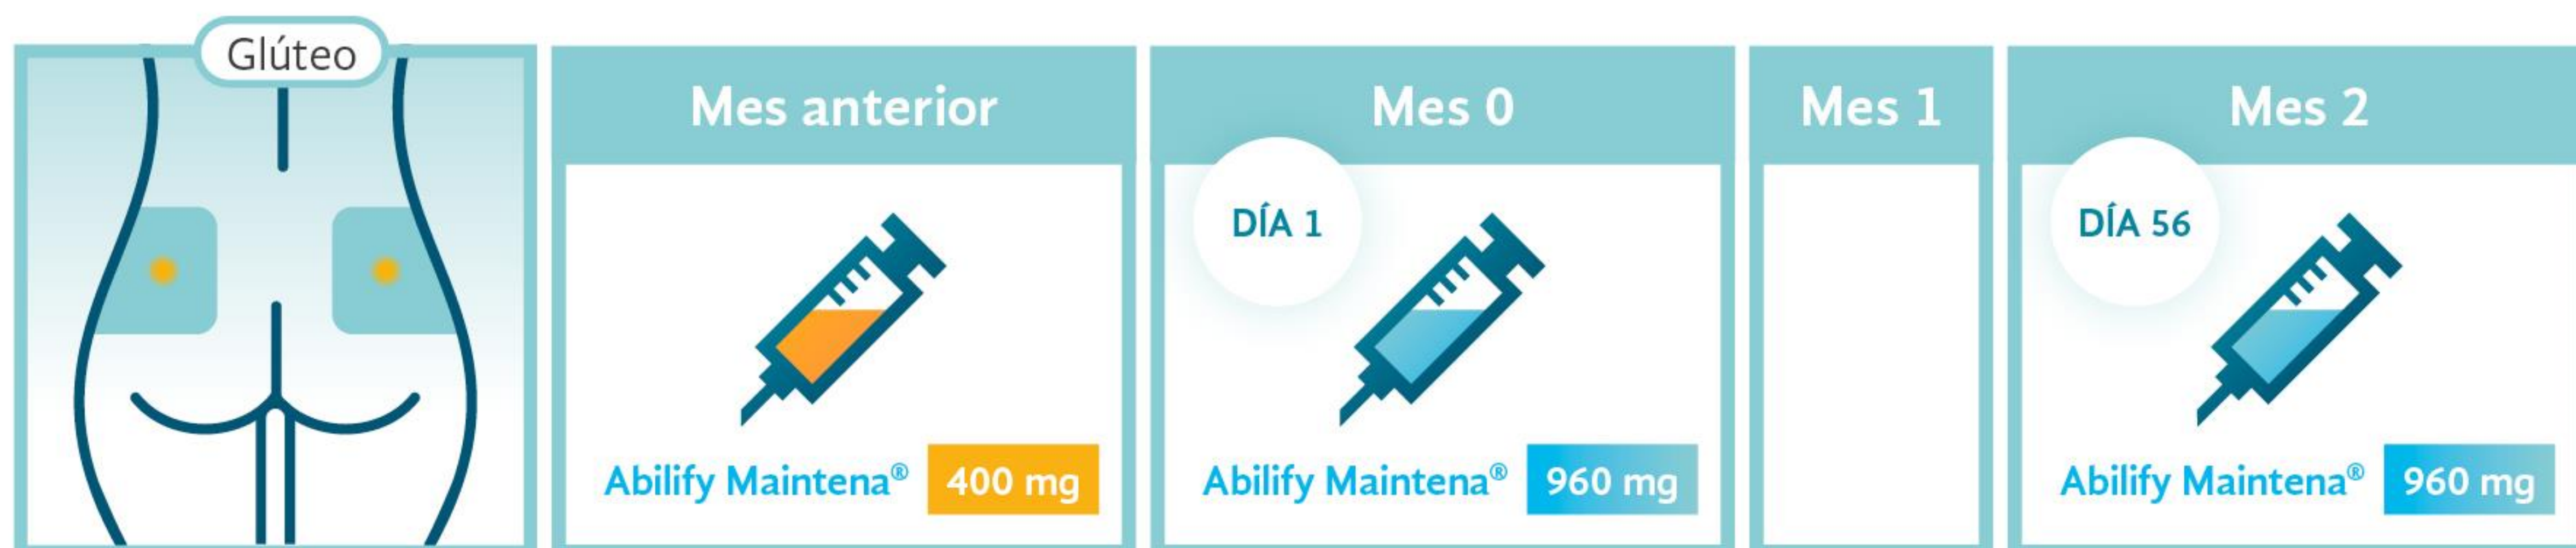 Glúteo
Mes anterior
Mes 0
Mes 1
Mes 2
DÍA 1
DÍA 56
Abilify Maintena® 400 mg
Abilify Maintena® 960 mg
Abilify Maintena® 960 mg